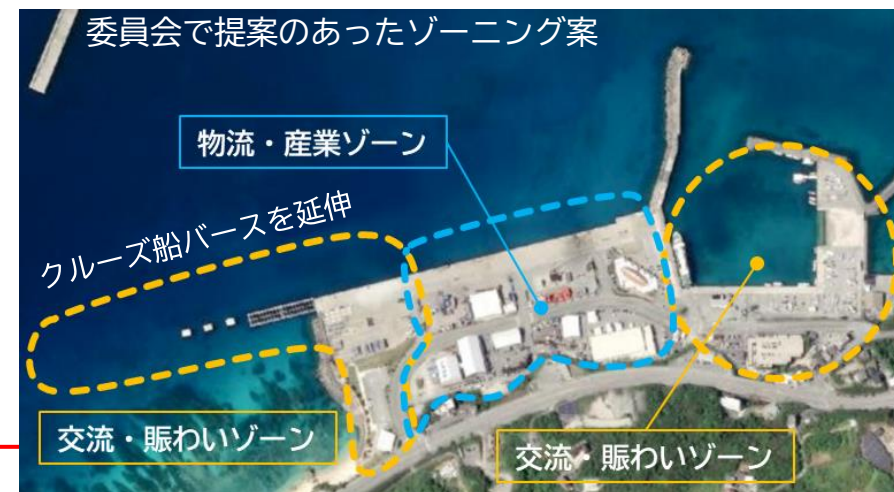 委員会で提案のあったゾーニング案
物流・産業ゾーン
クルーズ船バースを延伸
交流・賑わいゾーン
交流・賑わいゾーン